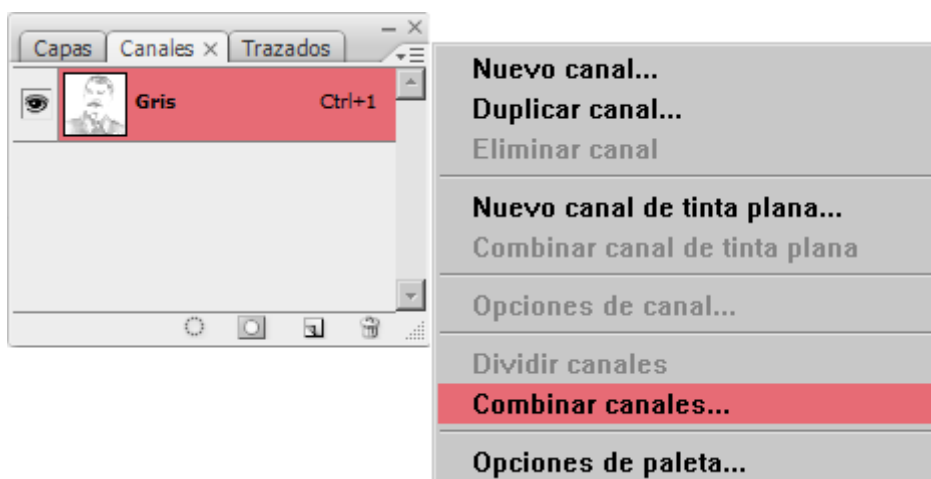 Capas Canales × Trazados
Gris Ctrl+1
Nuevo canal...
Duplicar canal...
Eliminar canal
Nuevo canal de tinta plana...
Combinar canal de tinta plana
Opciones de canal...
Dividir canales
Combinar canales...
Opciones de paleta...